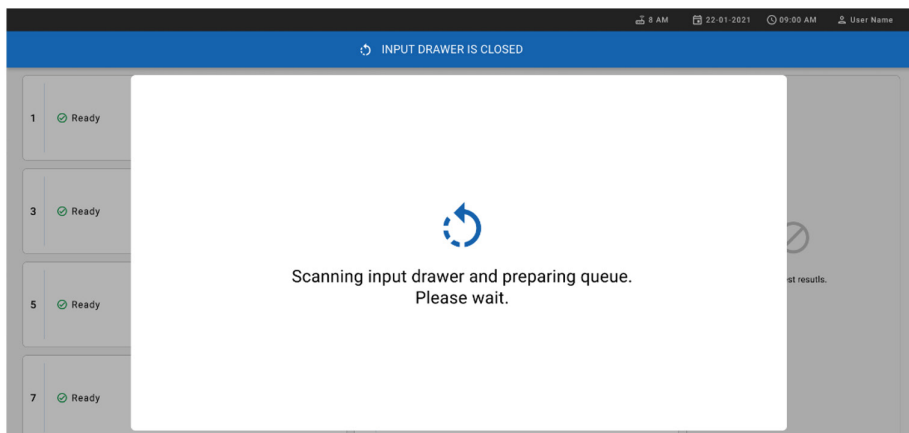 8 AM 22-01-2021 09:00 AM User Name
INPUT DRAWER IS CLOSED
1 Ready
3 Ready
Scanning input drawer and preparing queue.
Please wait.
resutls.
5 Ready
7 Ready